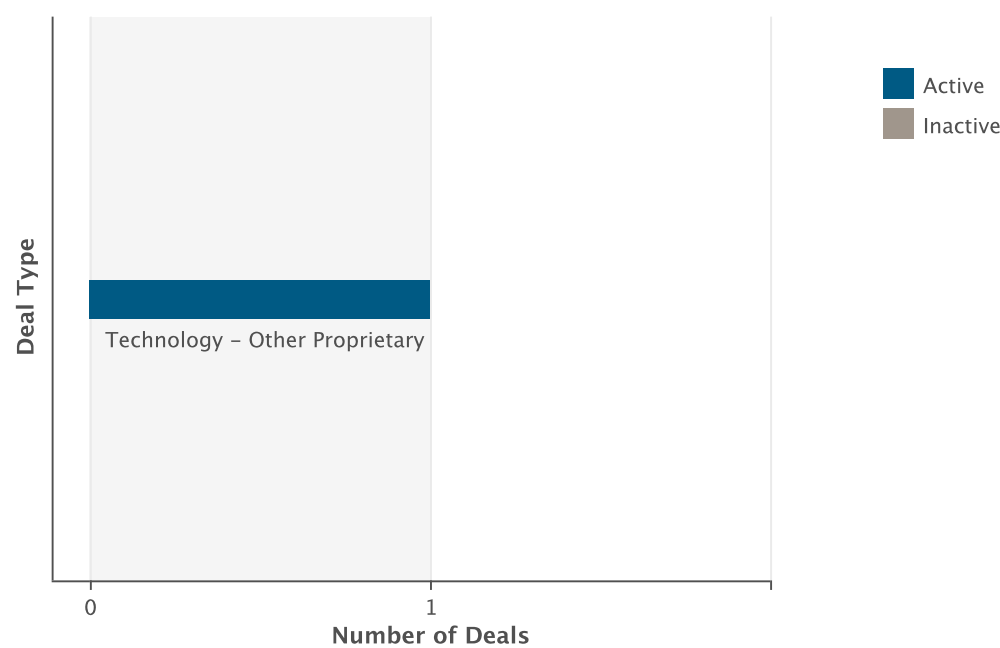 Active
Inactive
Deal Type
Technology – Other Proprietary
0
1
Number of Deals